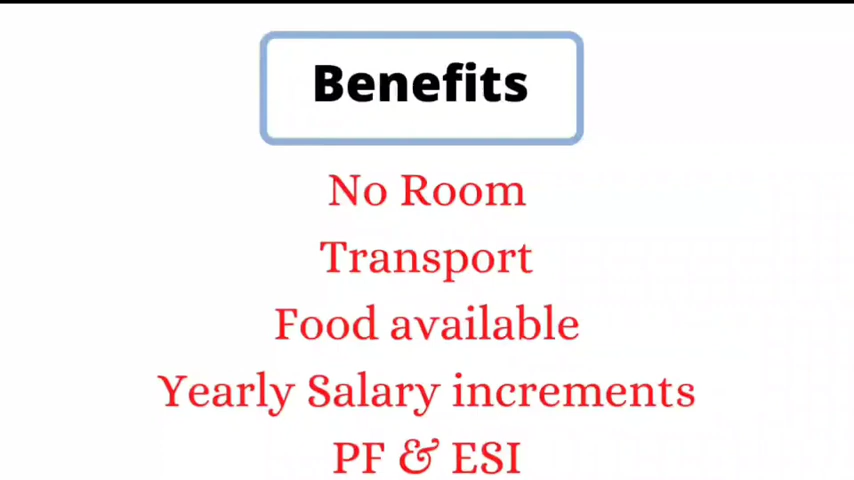 Benefits
No Room
Transport
Food available
Yearly Salary increments
PF & ESI